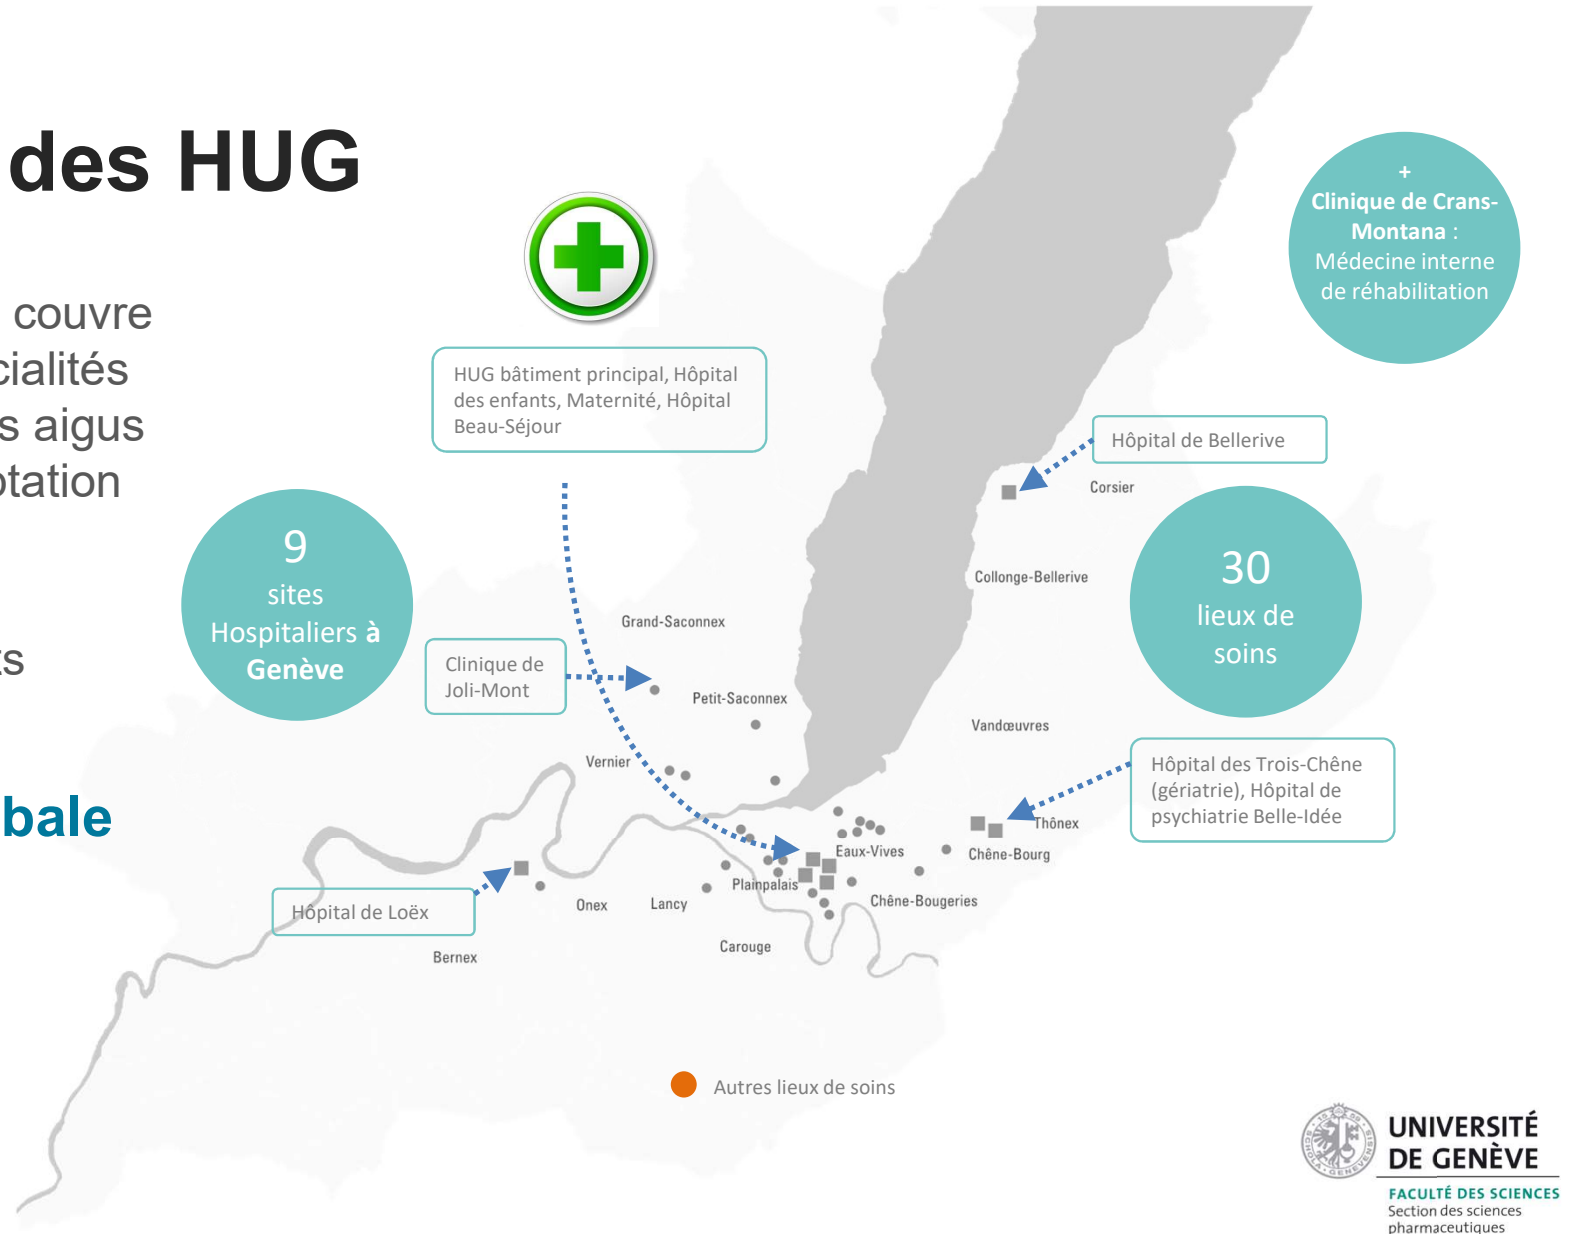 des HUG
couvre
cialités
s aigus
ptation
ts
bale
9
sites
Hospitaliers à
Genève
HUG bâtiment principal, Hôpital
des enfants, Maternité, Hôpital
Beau-Séjour
+
Clinique de Crans-
Montana :
Médecine interne
de réhabilitation
Hôpital de Bellerive
Corsier
Collonge-Bellerive
30
lieux de
soins
Grand-Saconnex
Clinique de
Joli-Mont
Petit-Saconnex
Vandœuvres
Vernier
Hôpital des Trois-Chêne
(gériatrie), Hôpital de
psychiatrie Belle-Idée
Thônex
Eaux-Vives
Chêne-Bourg
Plainpalais
Chêne-Bougeries
Hôpital de Loëx
Onex
Lancy
Carouge
Bernex
Autres lieux de soins
UNIVERSITÉ
DE GENÈVE
FACULTÉ DES SCIENCES
Section des sciences
pharmaceutiques